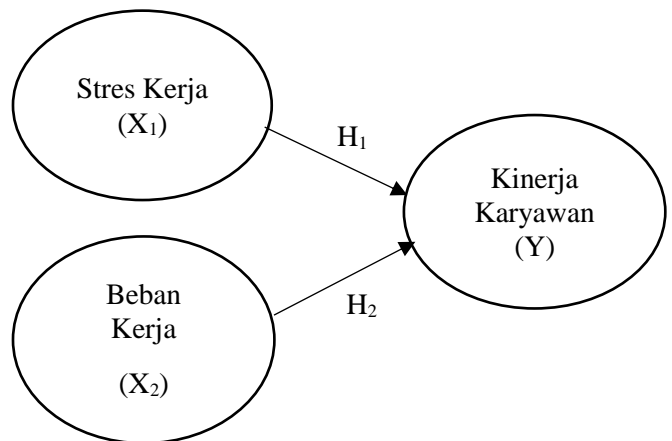 Stres Kerja
(X₁)
H₁
Kinerja
Karyawan
(Y)
Beban
Kerja
(X₂)
H₂